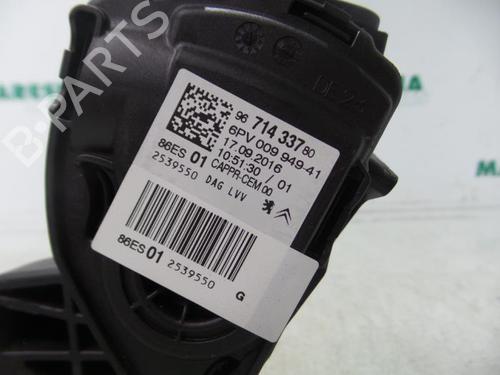 DE23
96 714 337 80
6PV 009 949-41
17.09.2016
10:51:30 / 01
86ES 01 CAPPR-CEM 00
2539550 DAG LVV
86ES 01 2539550 G
B-Parts